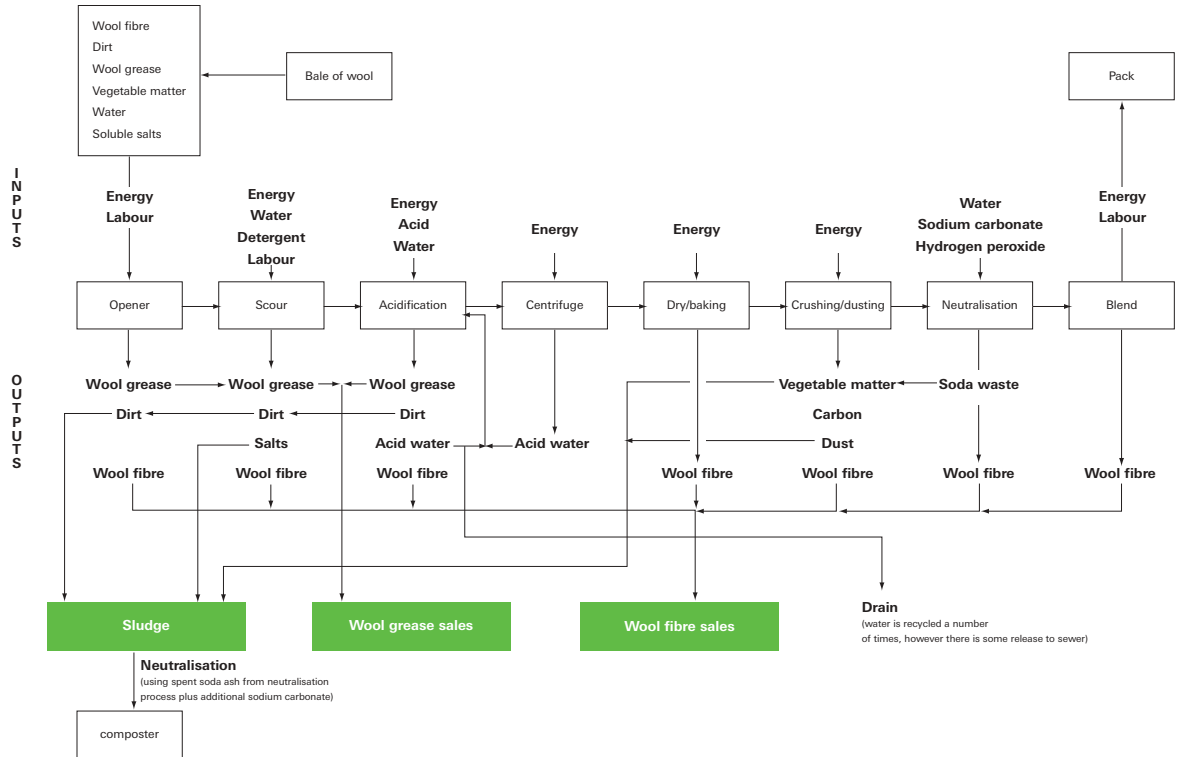 Wool fibre
Dirt
Wool grease
Vegetable matter
Water
Soluble salts
Bale of wool
Pack
INPUTS
Energy
Labour
Energy
Water
Detergent
Labour
Energy
Acid
Water
Energy
Energy
Energy
Water
Sodium carbonate
Hydrogen peroxide
Energy
Labour
Opener
Scour
Acidification
Centrifuge
Dry/baking
Crushing/dusting
Neutralisation
Blend
OUTPUTS
Wool grease
Wool grease
Wool grease
Vegetable matter
Soda waste
Dirt
Dirt
Dirt
Carbon
Salts
Acid water
Acid water
Dust
Wool fibre
Wool fibre
Wool fibre
Wool fibre
Wool fibre
Wool fibre
Wool fibre
Sludge
Wool grease sales
Wool fibre sales
Drain
(water is recycled a number
of times, however there is some release to sewer)
Neutralisation
(using spent soda ash from neutralisation
process plus additional sodium carbonate)
composter